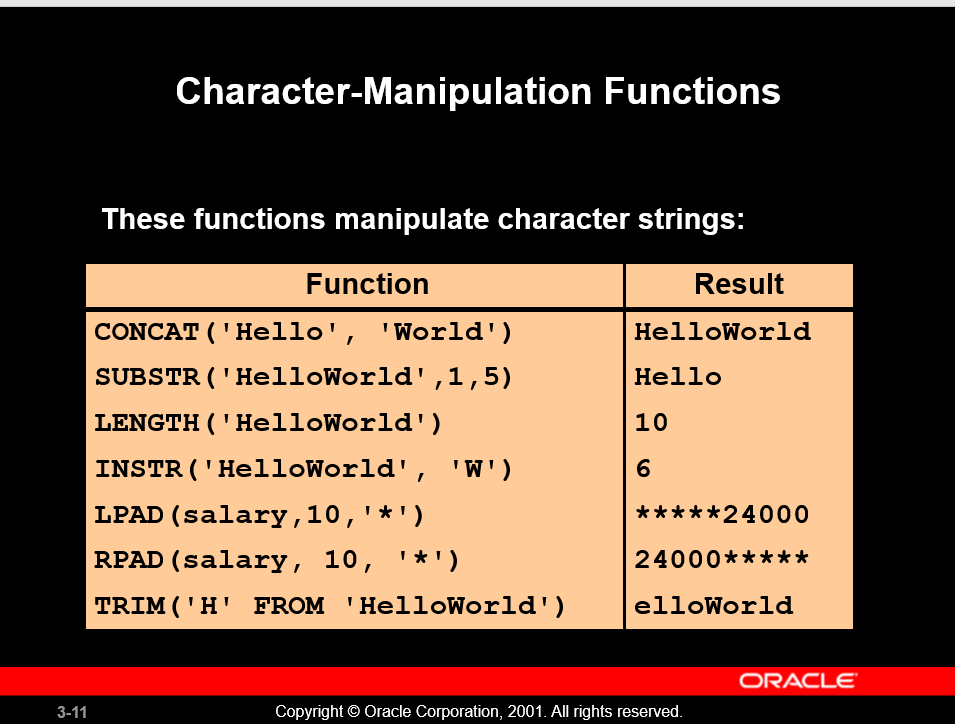 Character-Manipulation Functions
These functions manipulate character strings:
Function Result
CONCAT('Hello', 'World') HelloWorld
SUBSTR('HelloWorld',1,5) Hello
LENGTH('HelloWorld') 10
INSTR('HelloWorld', 'W') 6
LPAD(salary,10,'*') *****24000
RPAD(salary, 10, '*') 24000*****
TRIM('H' FROM 'HelloWorld') elloWorld
ORACLE
3-11 Copyright © Oracle Corporation, 2001. All rights reserved.